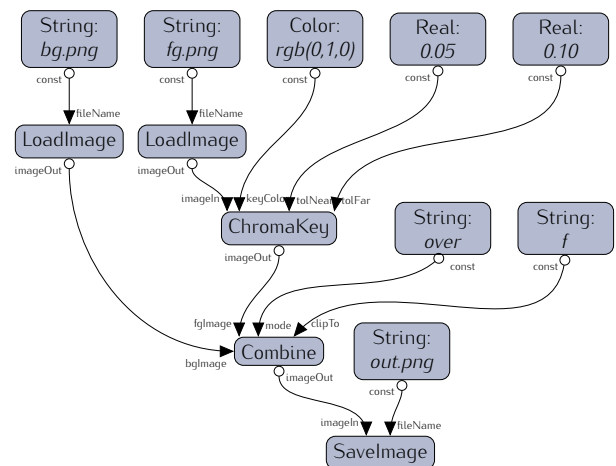 String:
bg.png
String:
fg.png
Color:
rgb(0,1,0)
Real:
0.05
Real:
0.10
const
const
const
const
const
fileName
fileName
LoadImage
LoadImage
imageOut
imageOut
imageIn
keyColor
tolNear
tolFar
ChromaKey
imageOut
String:
over
String:
f
const
const
fgImage
mode
clipTo
bgImage
Combine
imageOut
String:
out.png
const
imageIn
fileName
SaveImage